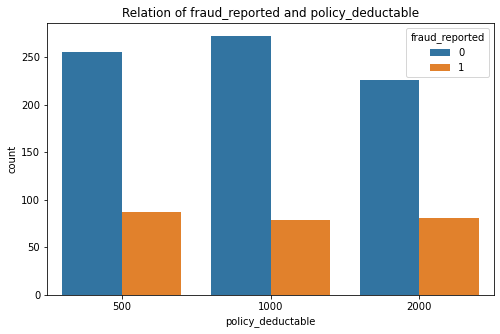 Relation of fraud_reported and policy_deductable
fraud_reported
0
1
count
250
200
150
100
50
0
500 1000 2000
policy_deductable